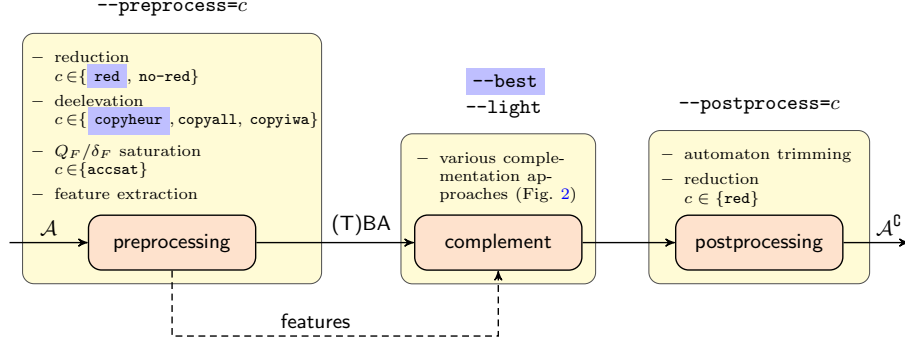 --preprocess=c
– reduction
c ∈{ red , no-red}
– deelevation
c ∈{ copyheur , copyall, copyiwa}
– Q_F/δ_F saturation
c ∈{accsat}
– feature extraction
A
preprocessing
(T)BA
--best
--light
– various comple-
mentation ap-
proaches (Fig. 2)
complement
--postprocess=c
– automaton trimming
– reduction
c ∈ {red}
postprocessing
A^∁
features